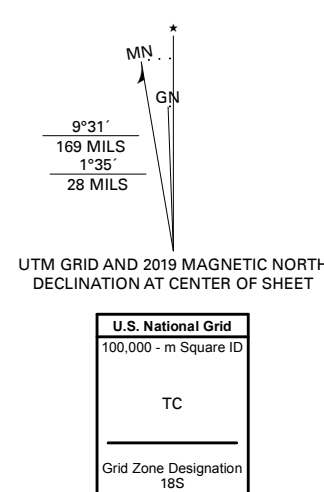 ★
MN
GN
9°31´
169 MILS
1°35´
28 MILS
UTM GRID AND 2019 MAGNETIC NORTH
DECLINATION AT CENTER OF SHEET
U.S. National Grid
100,000 - m Square ID
TC
Grid Zone Designation
18S